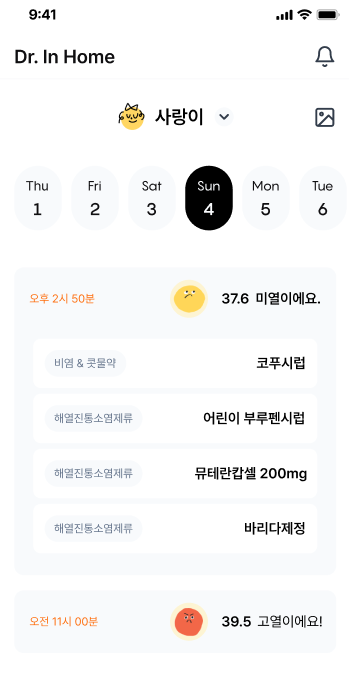 9:41
Dr. In Home
사랑이
Thu Fri Sat Sun Mon Tue
1 2 3 4 5 6
오후 2시 50분 37.6 미열이에요.
비염 & 콧물약 코푸시럽
해열진통소염제류 어린이 부루펜시럽
해열진통소염제류 뮤테란캅셀 200mg
해열진통소염제류 바리다제정
오전 11시 00분 39.5 고열이에요!